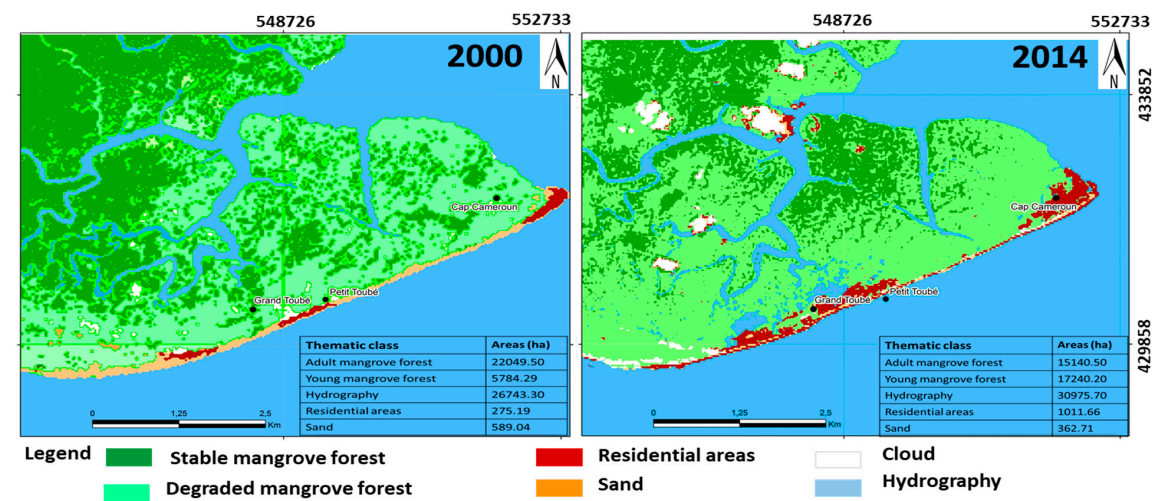 548726 552733 548726 552733
2000 N
2014 N
433852
429858
Cap Cameroun
Grand Toubé
Petit Toubé
Thematic class Areas (ha)
Adult mangrove forest 22049.50
Young mangrove forest 5784.29
Hydrography 26743.30
Residential areas 275.19
Sand 589.04
0 1,25 2,5
Km
Cap Cameroun
Grand Toubé
Petit Toubé
Thematic class Areas (ha)
Adult mangrove forest 15140.50
Young mangrove forest 17240.20
Hydrography 30975.70
Residential areas 1011.66
Sand 362.71
0 1,25 2,5
Km
Legend
Stable mangrove forest
Degraded mangrove forest
Residential areas
Sand
Cloud
Hydrography